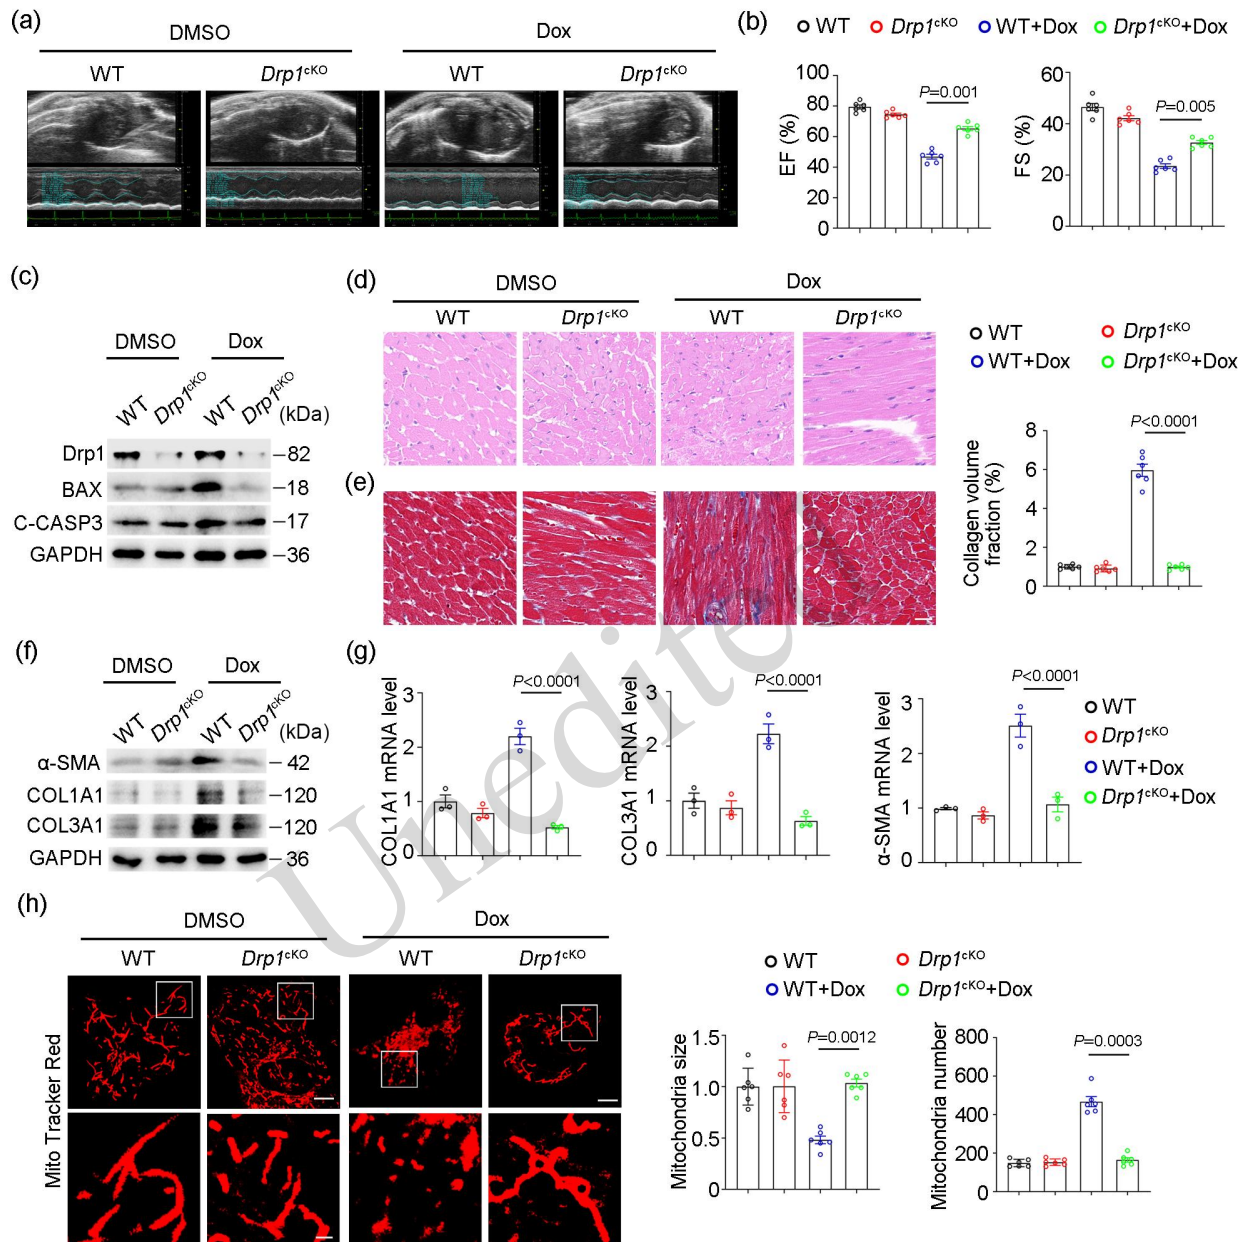 (a)
DMSO
Dox
WT
Drp1cKO
WT
Drp1cKO
(b)
WT
Drp1cKO
WT+Dox
Drp1cKO+Dox
EF (%)
100
80
60
40
20
0
P=0.001
FS (%)
60
40
20
0
P=0.005
(c)
DMSO
Dox
WT
Drp1cKO
WT
Drp1cKO
(kDa)
Drp1
82
BAX
18
C-CASP3
17
GAPDH
36
(d)
DMSO
Dox
WT
Drp1cKO
WT
Drp1cKO
(e)
WT
Drp1cKO
WT+Dox
Drp1cKO+Dox
Collagen volume
fraction (%)
8
6
4
2
0
P<0.0001
(f)
DMSO
Dox
WT
Drp1cKO
WT
Drp1cKO
(kDa)
α-SMA
42
COL1A1
120
COL3A1
120
GAPDH
36
(g)
COL1A1 mRNA level
3
2
1
0
P<0.0001
COL3A1 mRNA level
3
2
1
0
P<0.0001
α-SMA mRNA level
3
2
1
0
P<0.0001
WT
Drp1cKO
WT+Dox
Drp1cKO+Dox
(h)
DMSO
Dox
WT
Drp1cKO
WT
Drp1cKO
Mito Tracker Red
WT
Drp1cKO
WT+Dox
Drp1cKO+Dox
Mitochondria size
1.5
1.0
0.5
0
P=0.0012
Mitochondria number
800
600
400
200
0
P=0.0003
Unedited